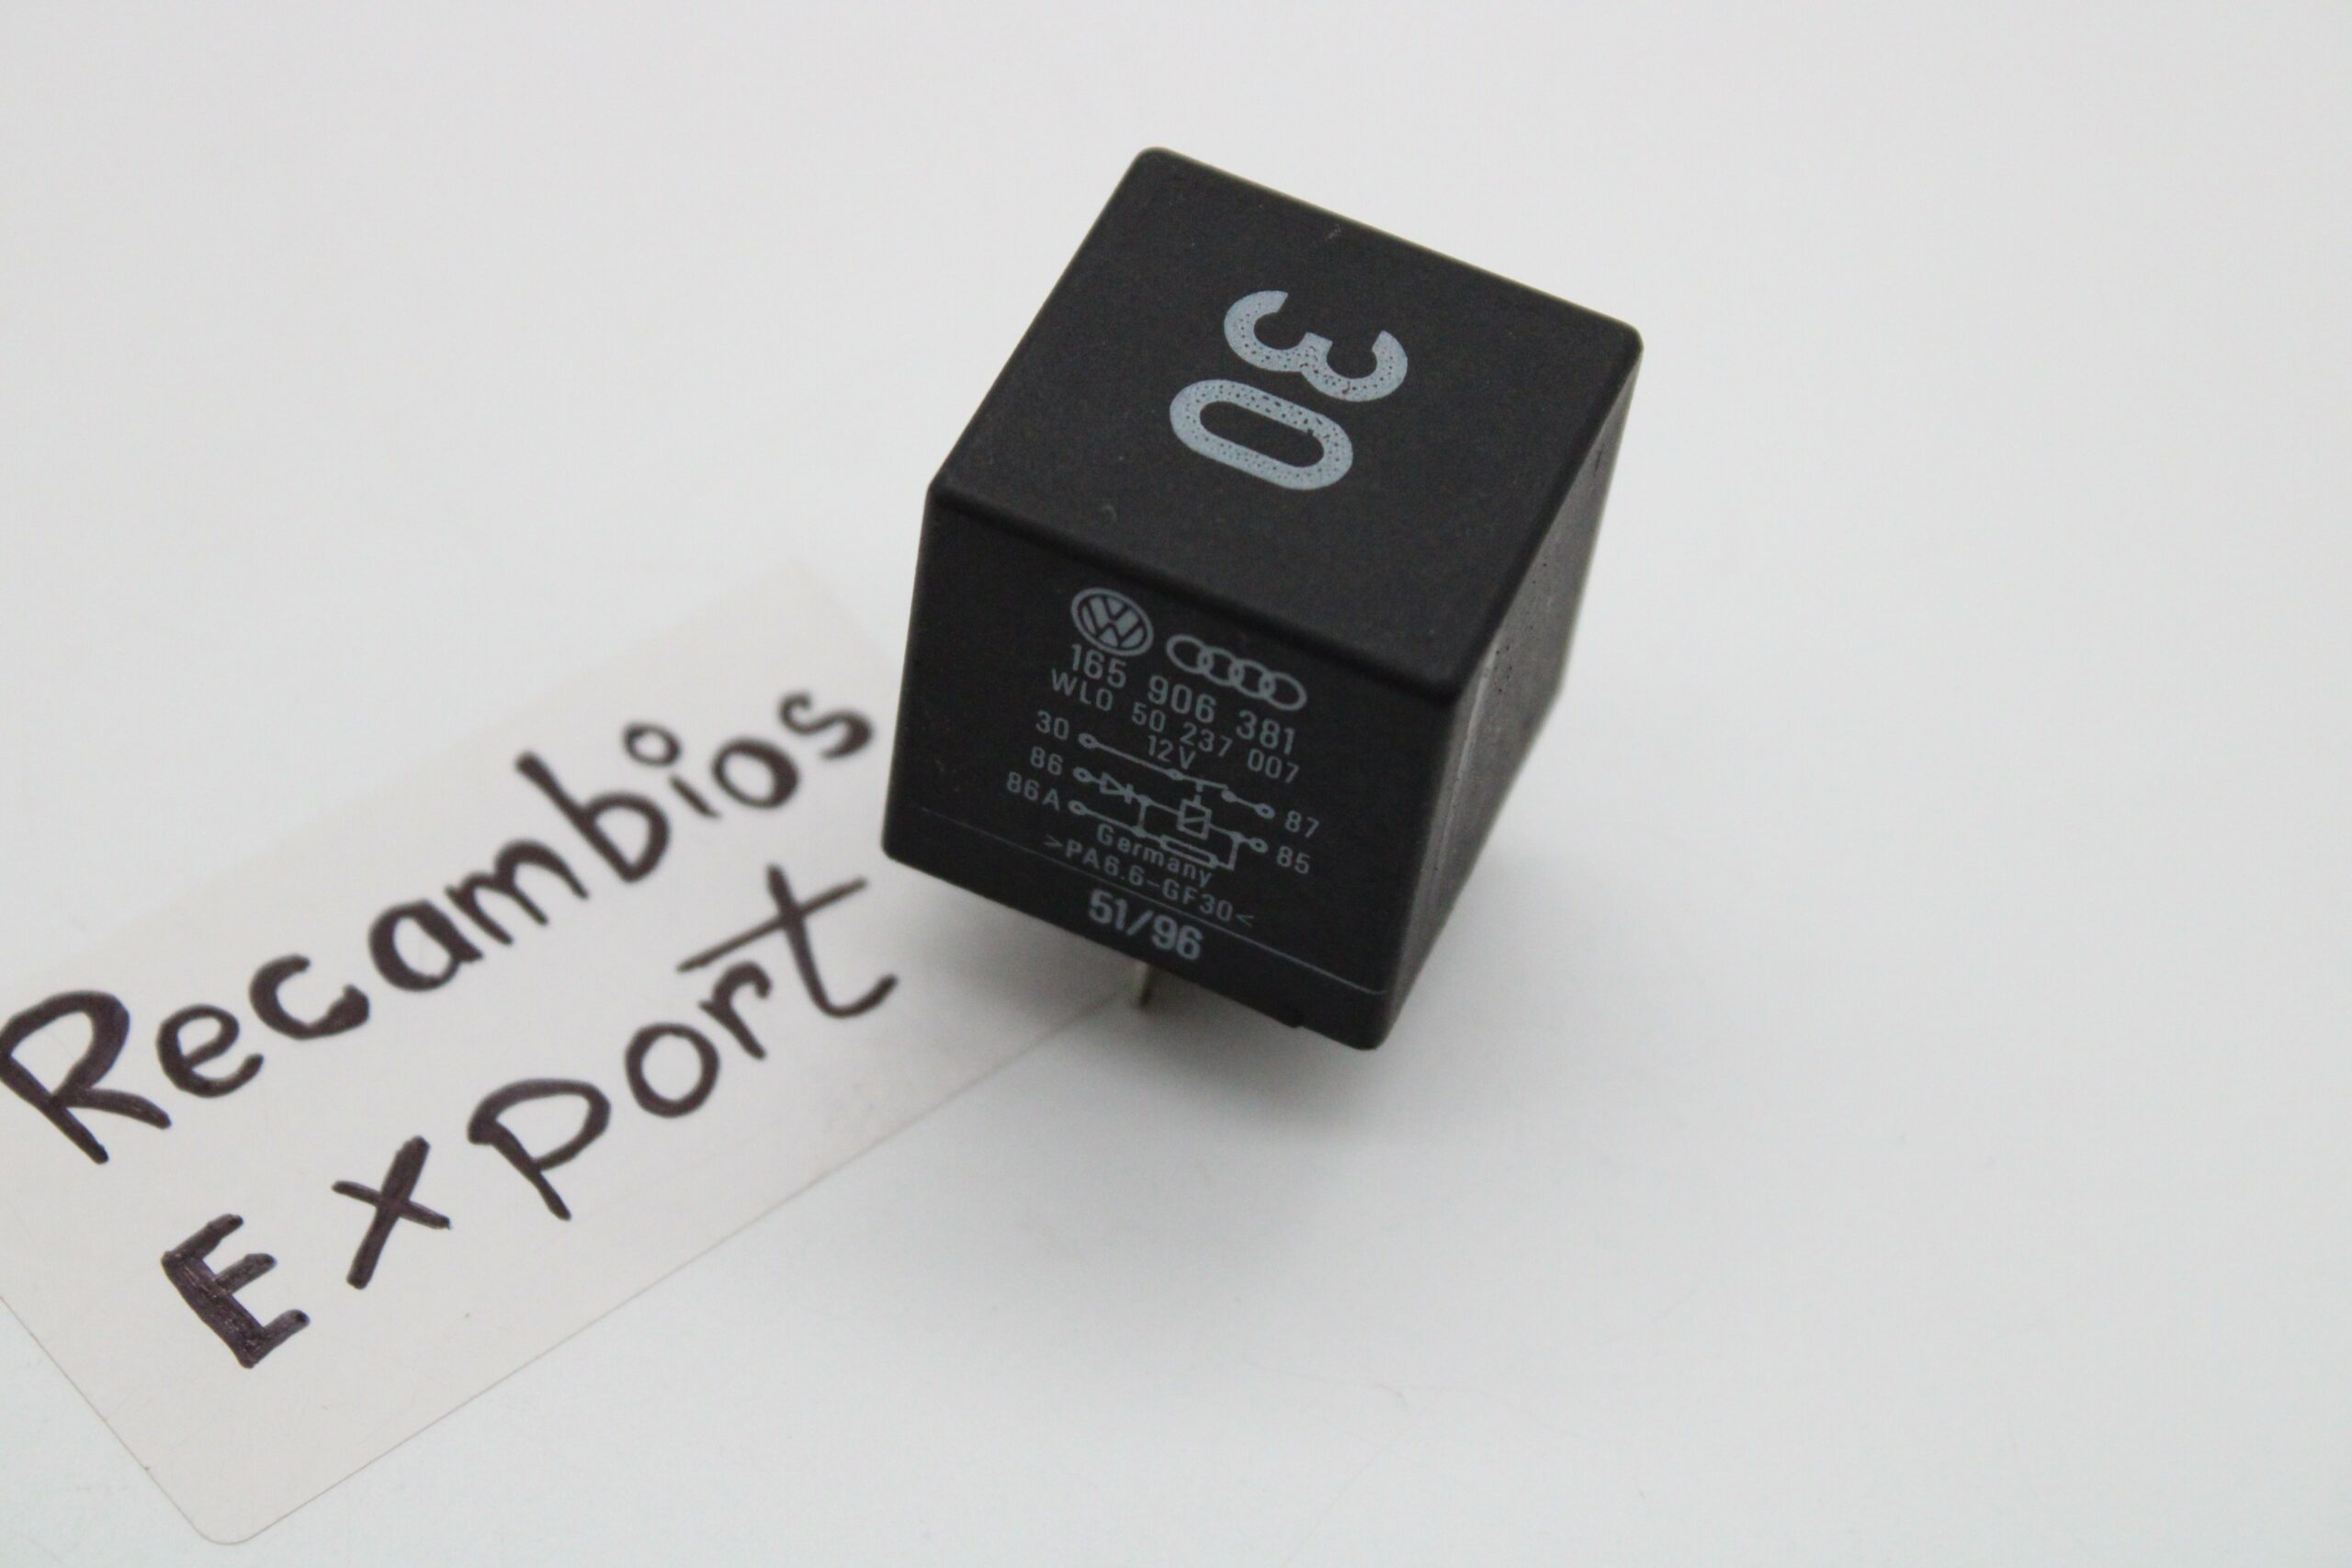 30
165 906 381
WL0 50 237 007
12V
30
86
86A
87
85
Germany
>PA6.6-GF30<
51/96
Recambios
Export